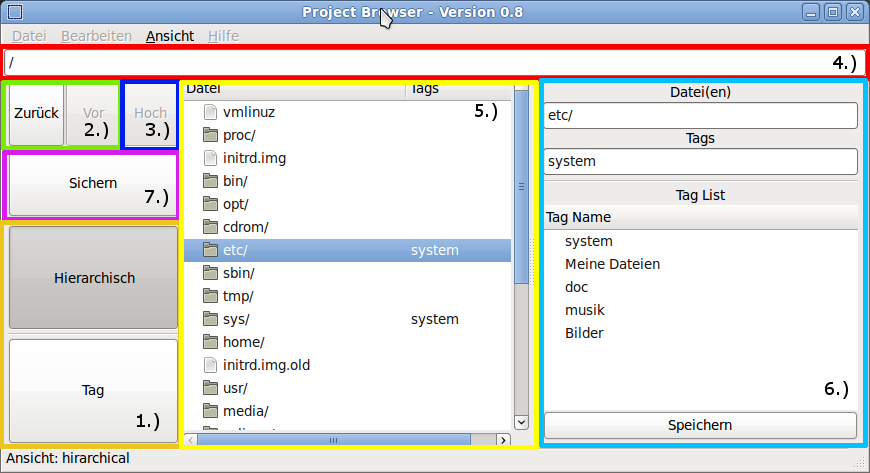 Project Browser - Version 0.8
Datei Bearbeiten Ansicht Hilfe
/ 4.)
Zurück Vor Hoch
2.) 3.)
Sichern
7.)
Hierarchisch
Tag
1.)
Datei Tags
5.)
vmlinuz
proc/
initrd.img
bin/
opt/
cdrom/
etc/ system
sbin/
tmp/
sys/ system
home/
initrd.img.old
usr/
media/
Datei(en)
etc/
Tags
system
Tag List
Tag Name
system
Meine Dateien
doc
musik
Bilder
6.)
Speichern
Ansicht: hirarchical